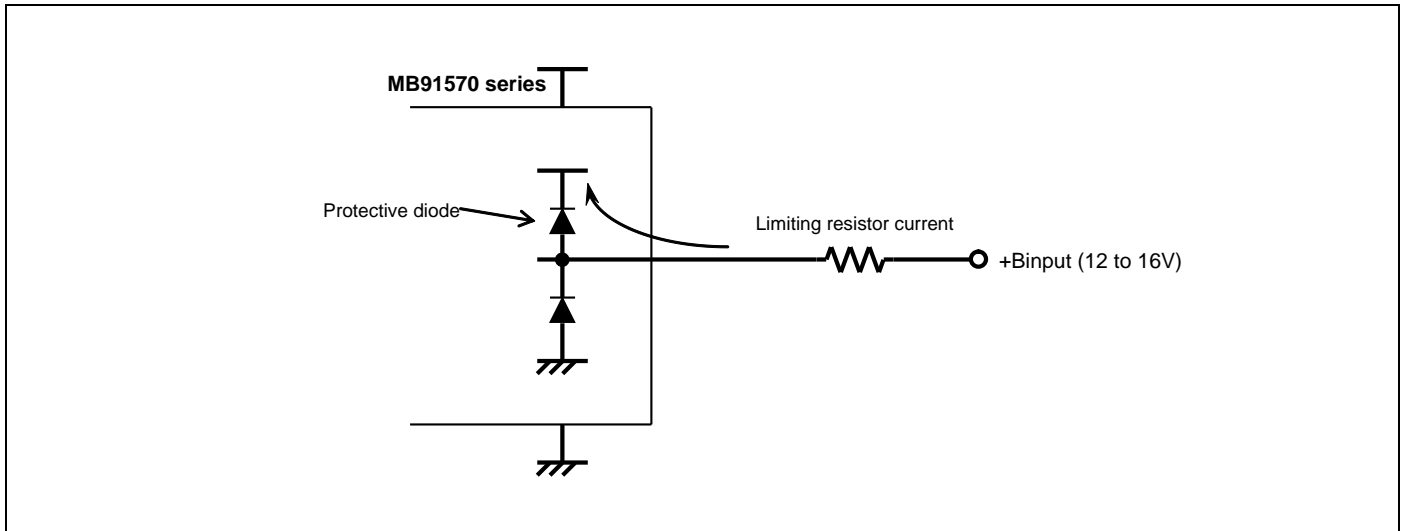 MB91570 series
Protective diode
Limiting resistor current
+Binput (12 to 16V)